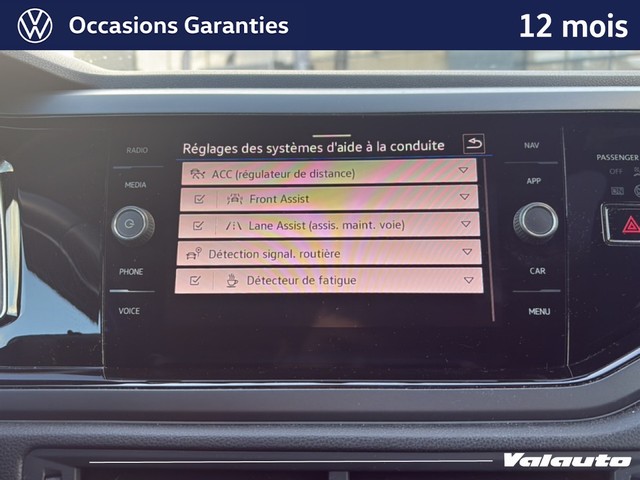 Occasions Garanties
12 mois
Réglages des systèmes d'aide à la conduite
RADIO
NAV
ACC (régulateur de distance)
PASSENGER
OFF
MEDIA
APP
Front Assist
Lane Assist (assis. maint. voie)
Détection signal. routière
PHONE
CAR
Détecteur de fatigue
VOICE
MENU
Valauto